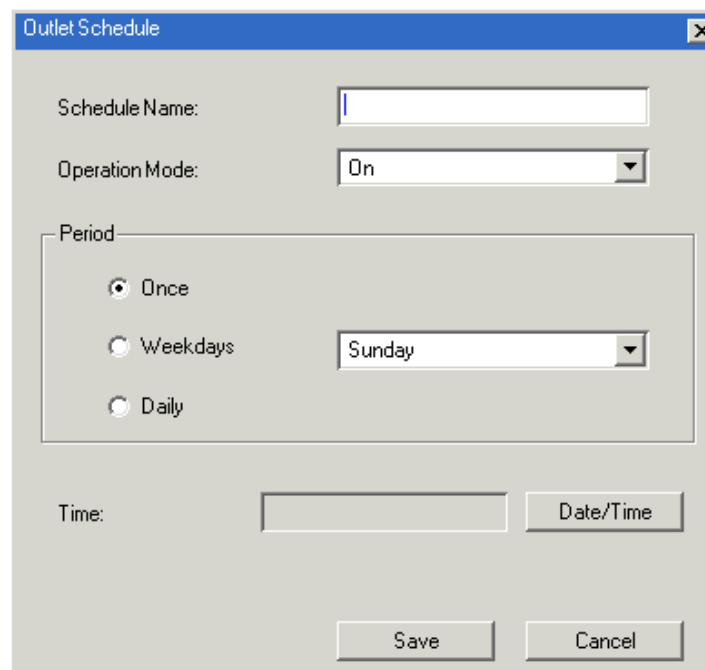 Outlet Schedule
Schedule Name:
Operation Mode: On
Period
Once
Weekdays Sunday
Daily
Time: Date/Time
Save Cancel